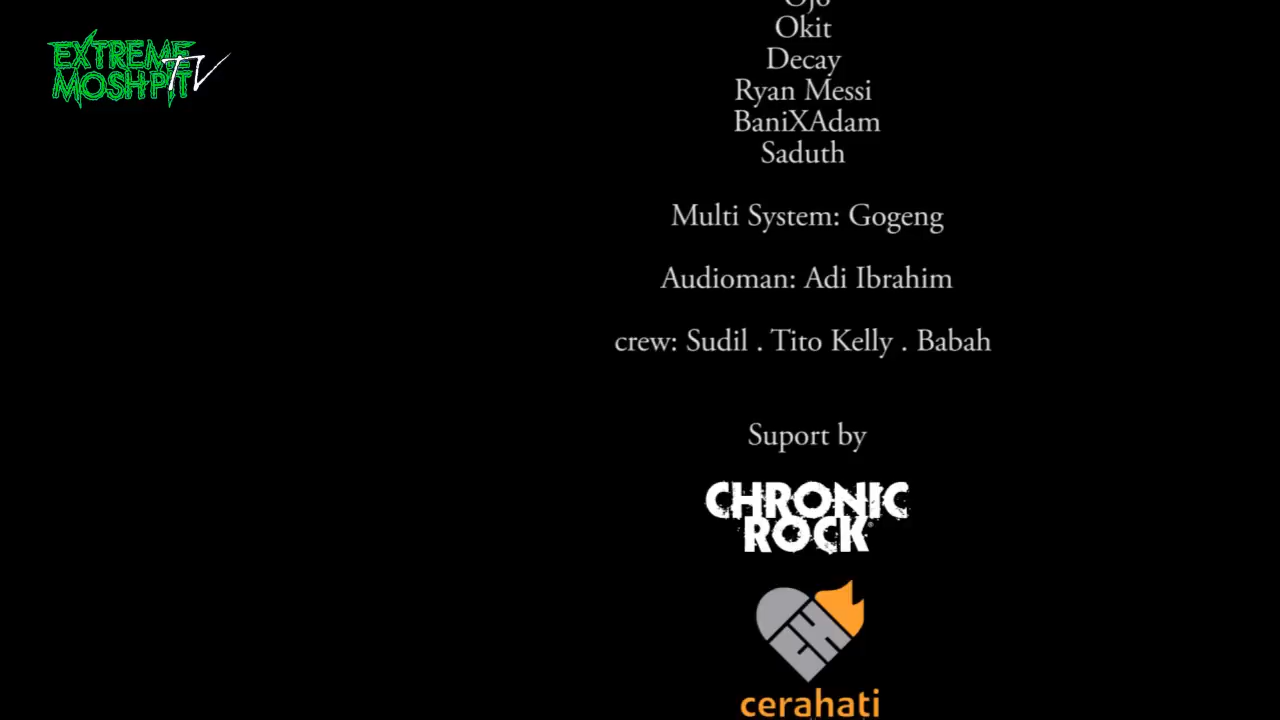 EXTREME
MOSHPIT
TV
Ojo
Okit
Decay
Ryan Messi
BaniXAdam
Saduth
Multi System: Gogeng
Audioman: Adi Ibrahim
crew: Sudil . Tito Kelly . Babah
Suport by
CHRONIC
ROCK®
cerahati